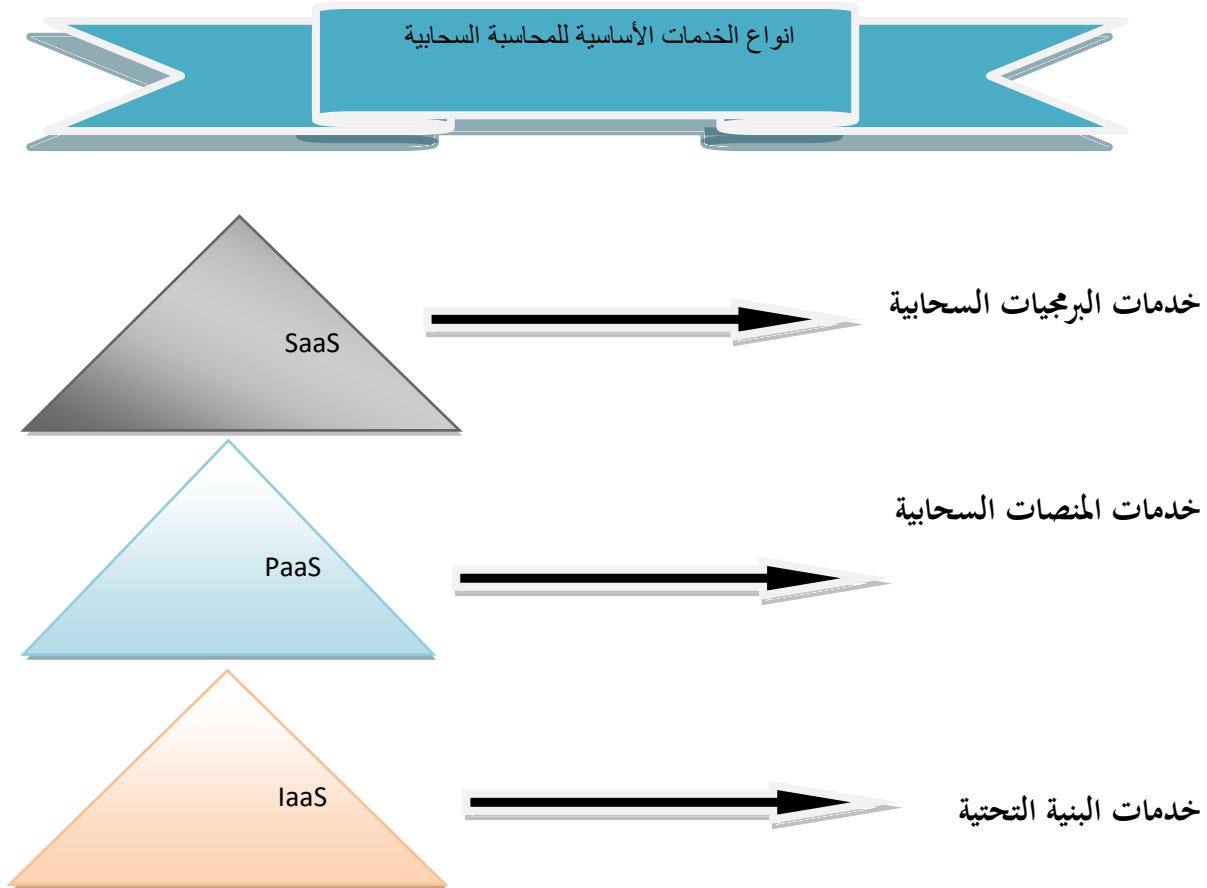 انواع الخدمات الأساسية للمحاسبة السحابية
خدمات البرمجيات السحابية
SaaS
خدمات المنصات السحابية
PaaS
خدمات البنية التحتية
IaaS